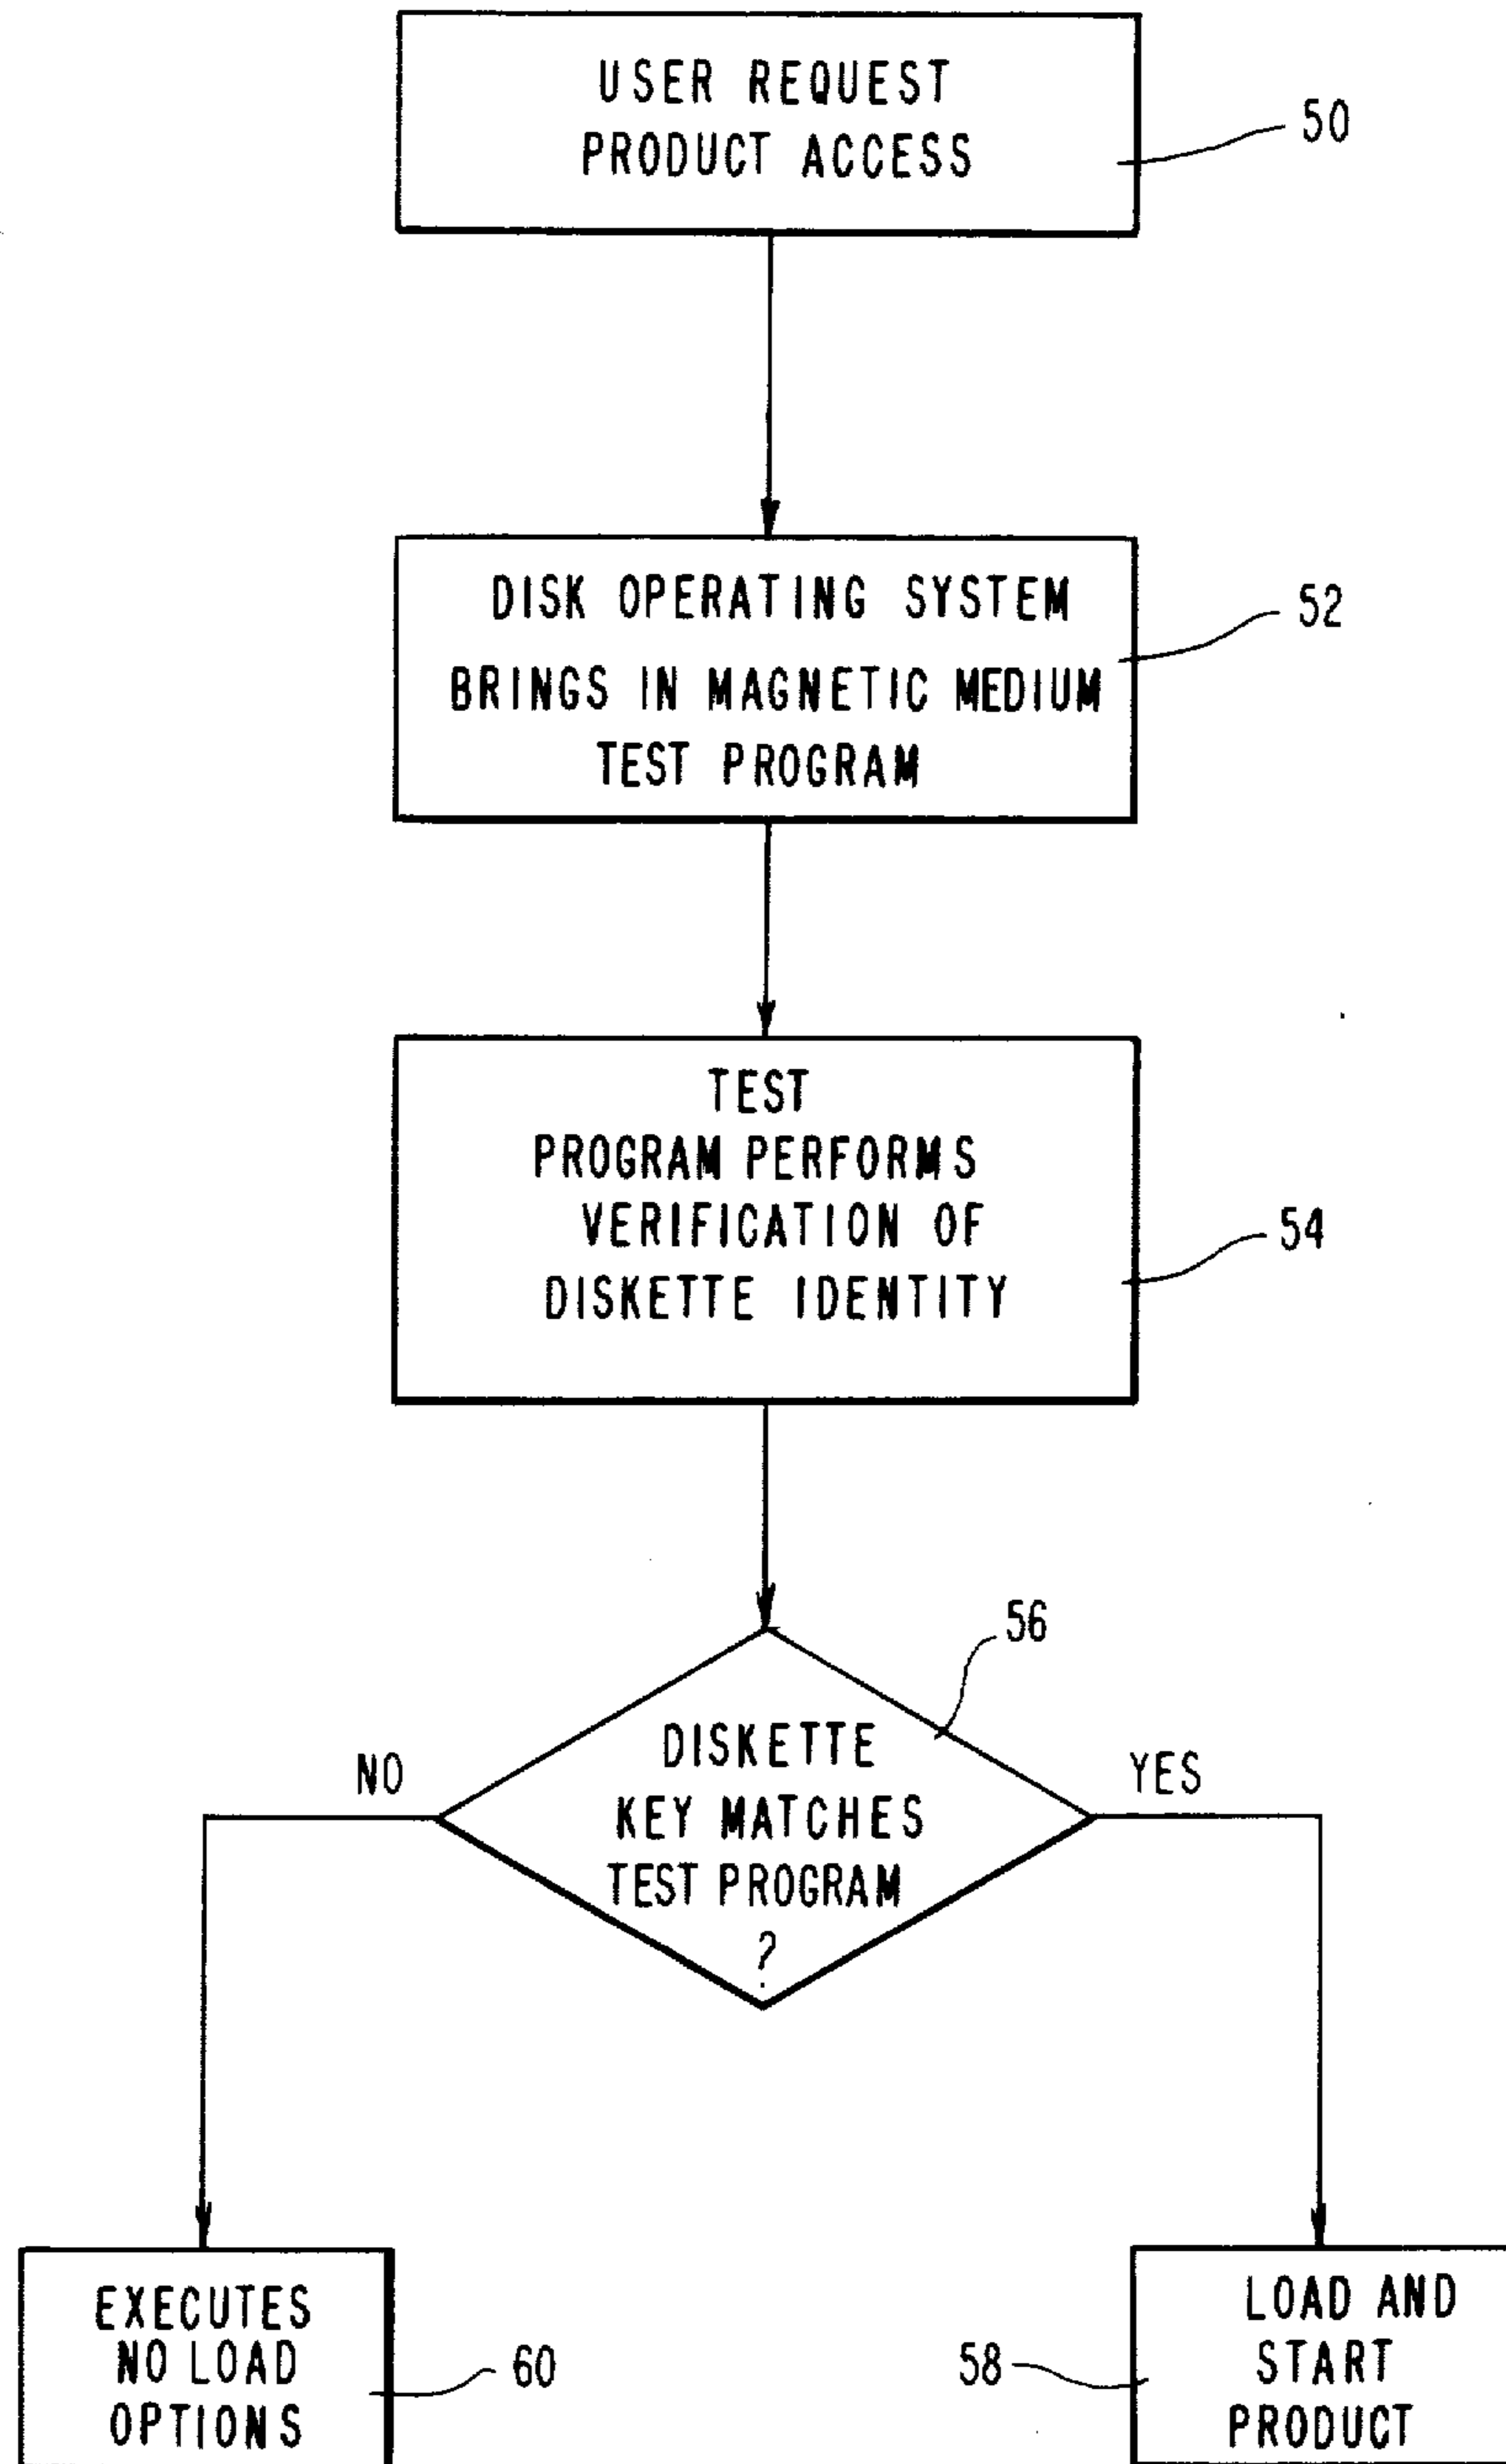 USER REQUEST
PRODUCT ACCESS
50
DISK OPERATING SYSTEM
BRINGS IN MAGNETIC MEDIUM
TEST PROGRAM
52
TEST
PROGRAM PERFORMS
VERIFICATION OF
DISKETTE IDENTITY
54
56
DISKETTE
KEY MATCHES
TEST PROGRAM
?
NO
YES
EXECUTES
NO LOAD
OPTIONS
60
58
LOAD AND
START
PRODUCT